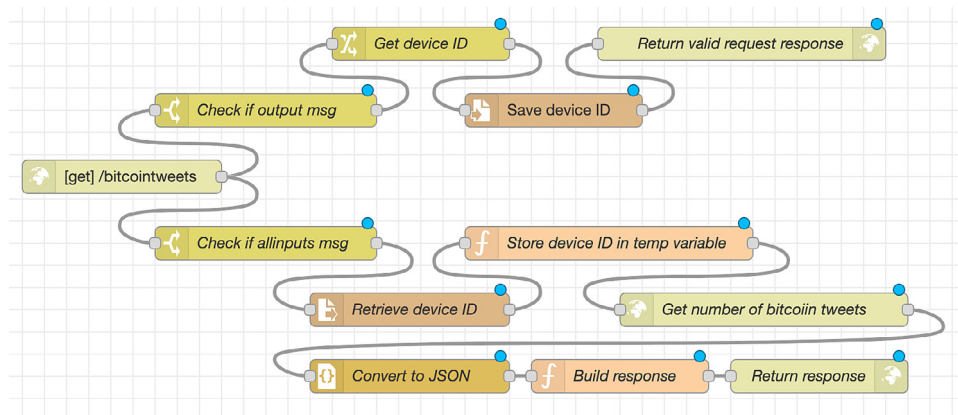 Get device ID
Return valid request response
Check if output msg
Save device ID
[get] /bitcointweets
Check if allinputs msg
Store device ID in temp variable
Retrieve device ID
Get number of bitcoiin tweets
Convert to JSON
Build response
Return response